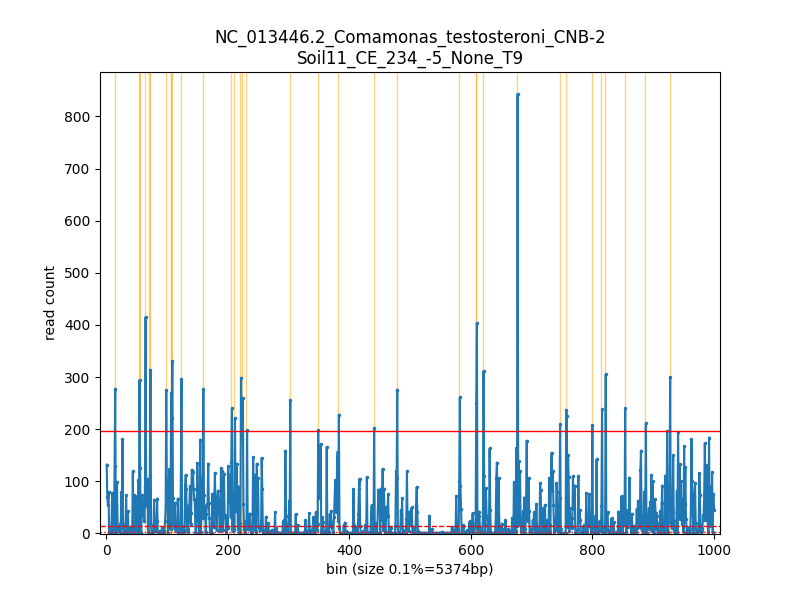 NC_013446.2_Comamonas_testosteroni_CNB-2
Soil11_CE_234_-5_None_T9
800
700
600
500
400
300
200
100
0
read count
0 200 400 600 800 1000
bin (size 0.1%=5374bp)